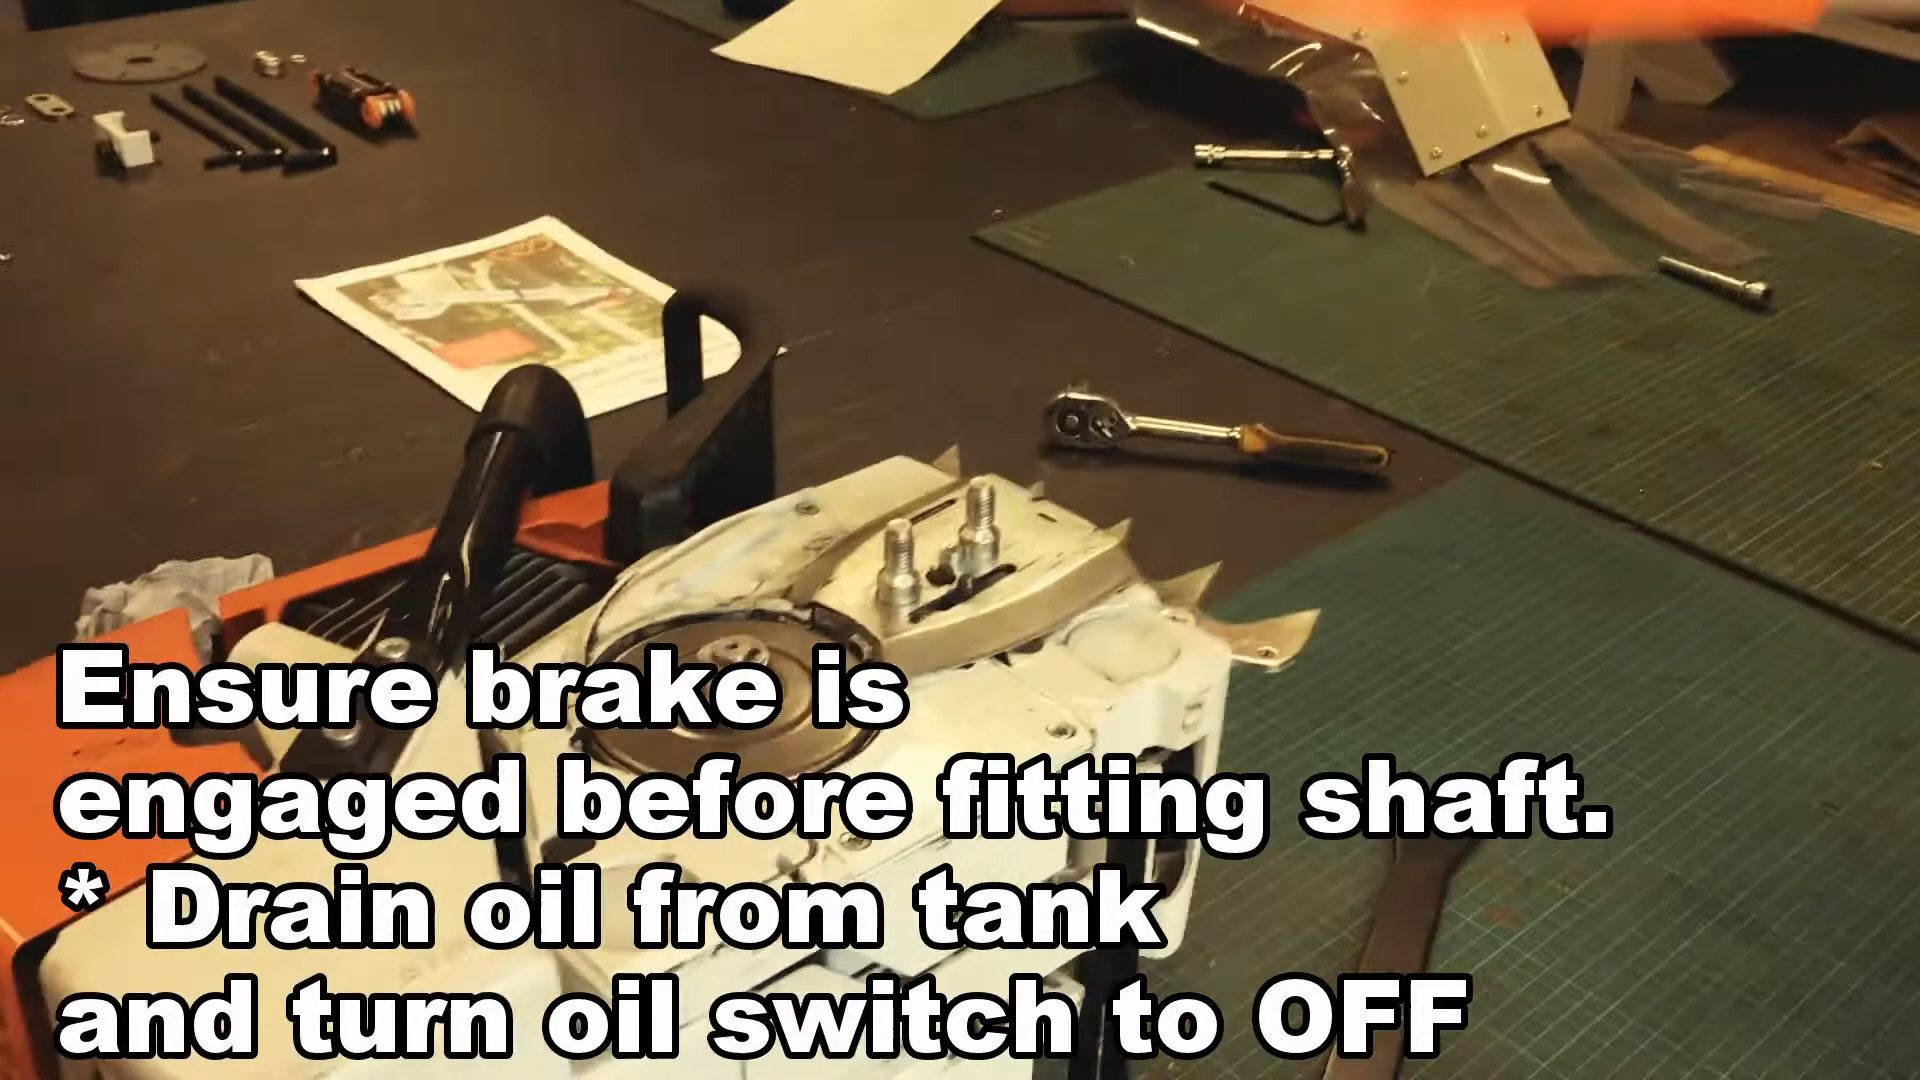 Ensure brake is
engaged before fitting shaft.
* Drain oil from tank
and turn oil switch to OFF